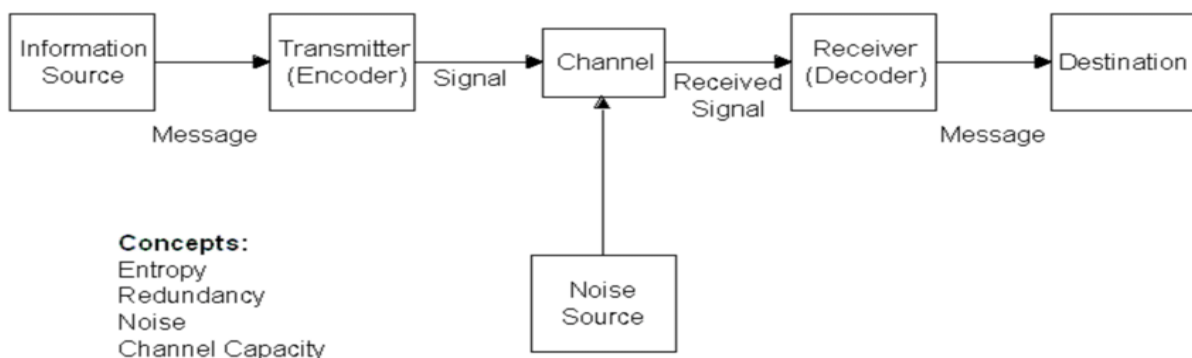 Information
Source
Transmitter
(Encoder)
Channel
Receiver
(Decoder)
Destination
Message
Signal
Received
Signal
Message
Noise
Source
Concepts:
Entropy
Redundancy
Noise
Channel Capacity